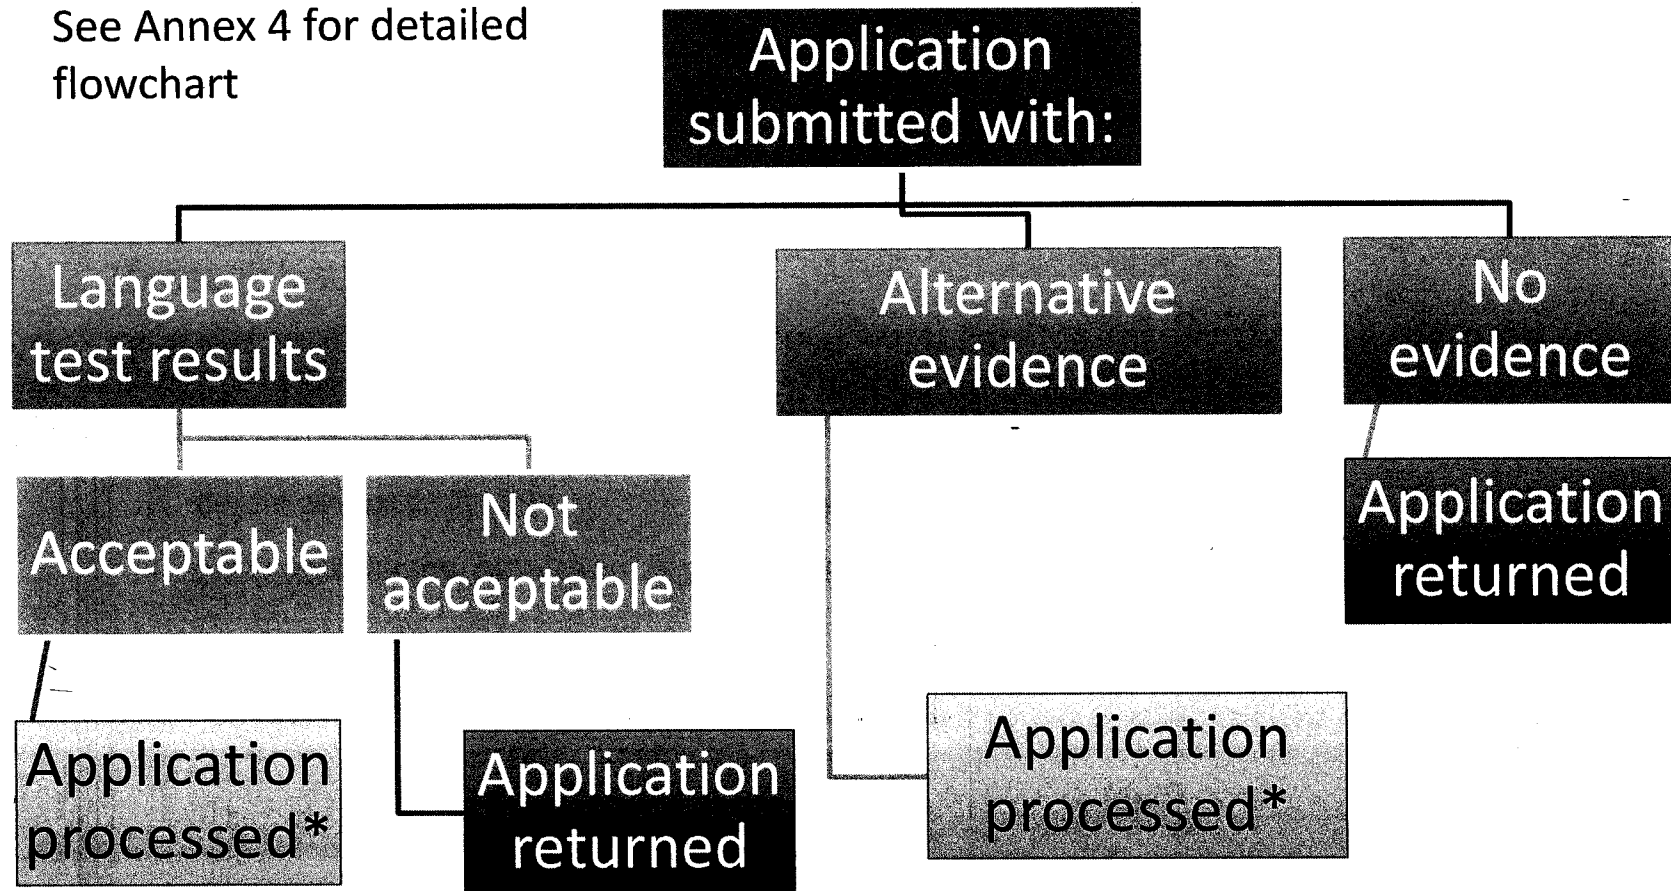 See Annex 4 for detailed
flowchart
Application
submitted with:
Language
test results
Alternative
evidence
No
evidence
Acceptable
Not
acceptable
Application
returned
Application
processed*
Application
returned
Application
processed*